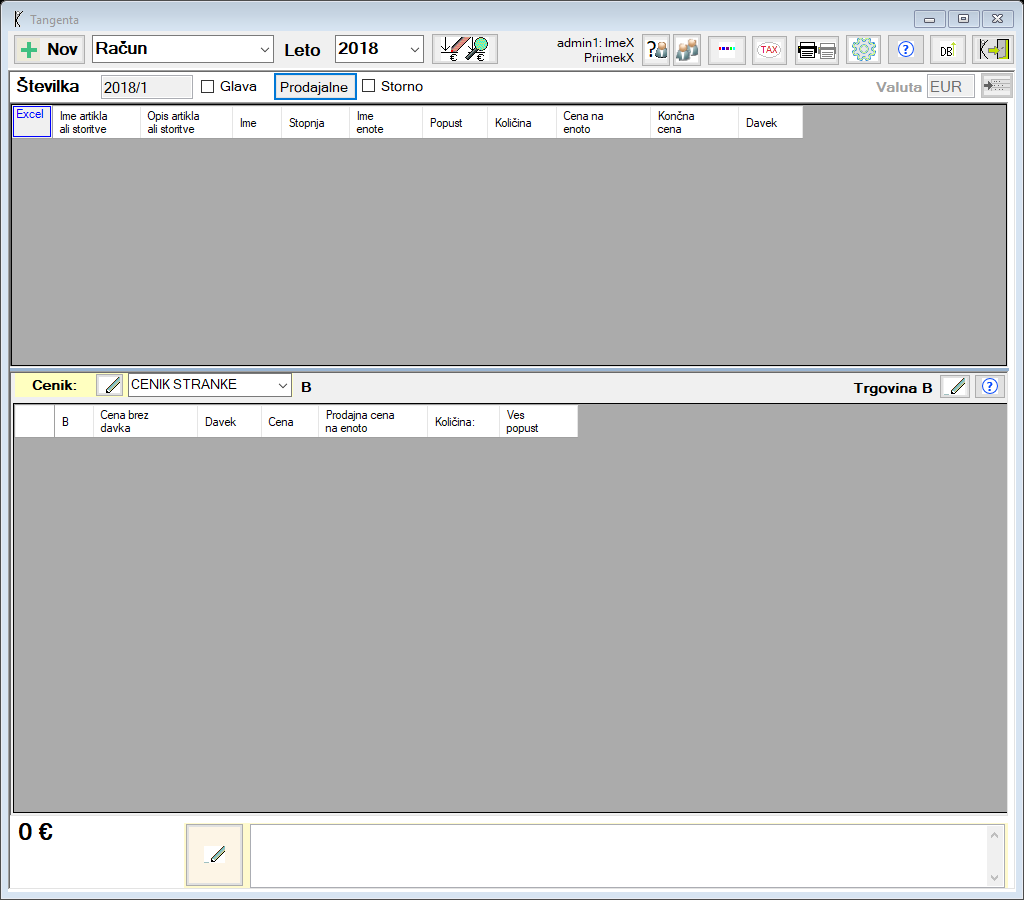 Tangenta
Nov Račun Leto 2018 admin1: ImeX
PriimekX
TAX
?
DB
Številka 2018/1 Glava Prodajalne Storno Valuta EUR
Excel Ime artikla
ali storitve Opis artikla
ali storitve Ime Stopnja Ime
enote Popust Količina Cena na
enoto Končna
cena Davek
Cenik: CENIK STRANKE B Trgovina B ?
B Cena brez
davka Davek Cena Prodajna cena
na enoto Količina: Ves
popust
0 €